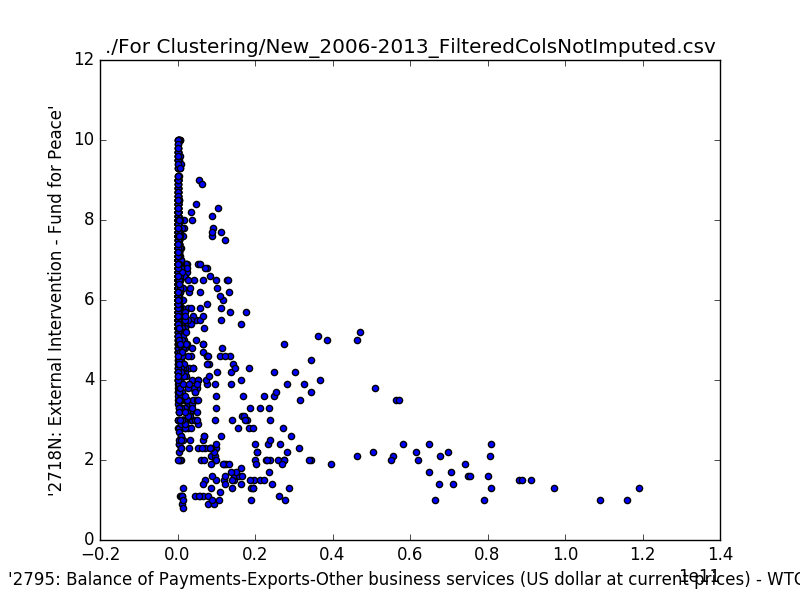 ./For Clustering/New_2006-2013_FilteredColsNotImputed.csv
'2718N: External Intervention - Fund for Peace'
12
10
8
6
4
2
0
−0.2 0.0 0.2 0.4 0.6 0.8 1.0 1.2 1.4
1e11
'2795: Balance of Payments-Exports-Other business services (US dollar at current prices) - WTO